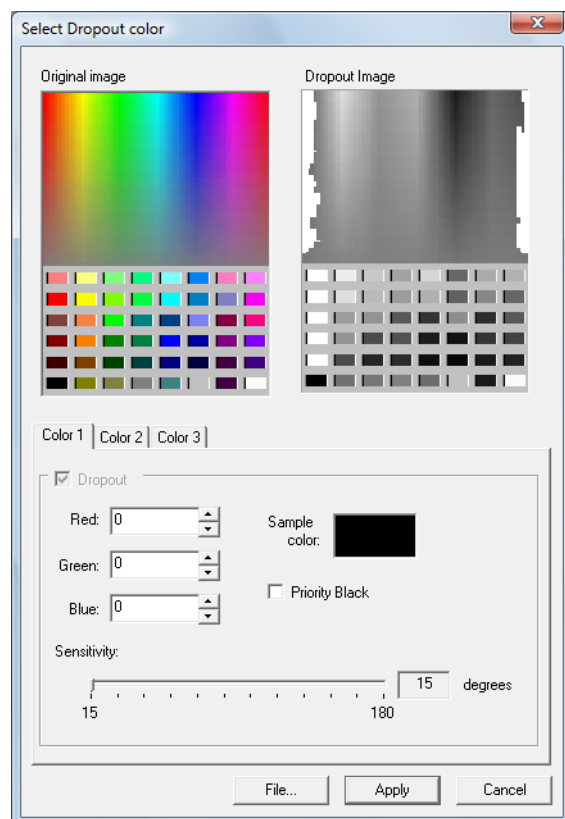 Select Dropout color
Original image
Dropout Image
Color 1
Color 2
Color 3
Dropout
Red: 0
Sample color:
Green: 0
Priority Black
Blue: 0
Sensitivity:
15 degrees
15
180
File...
Apply
Cancel